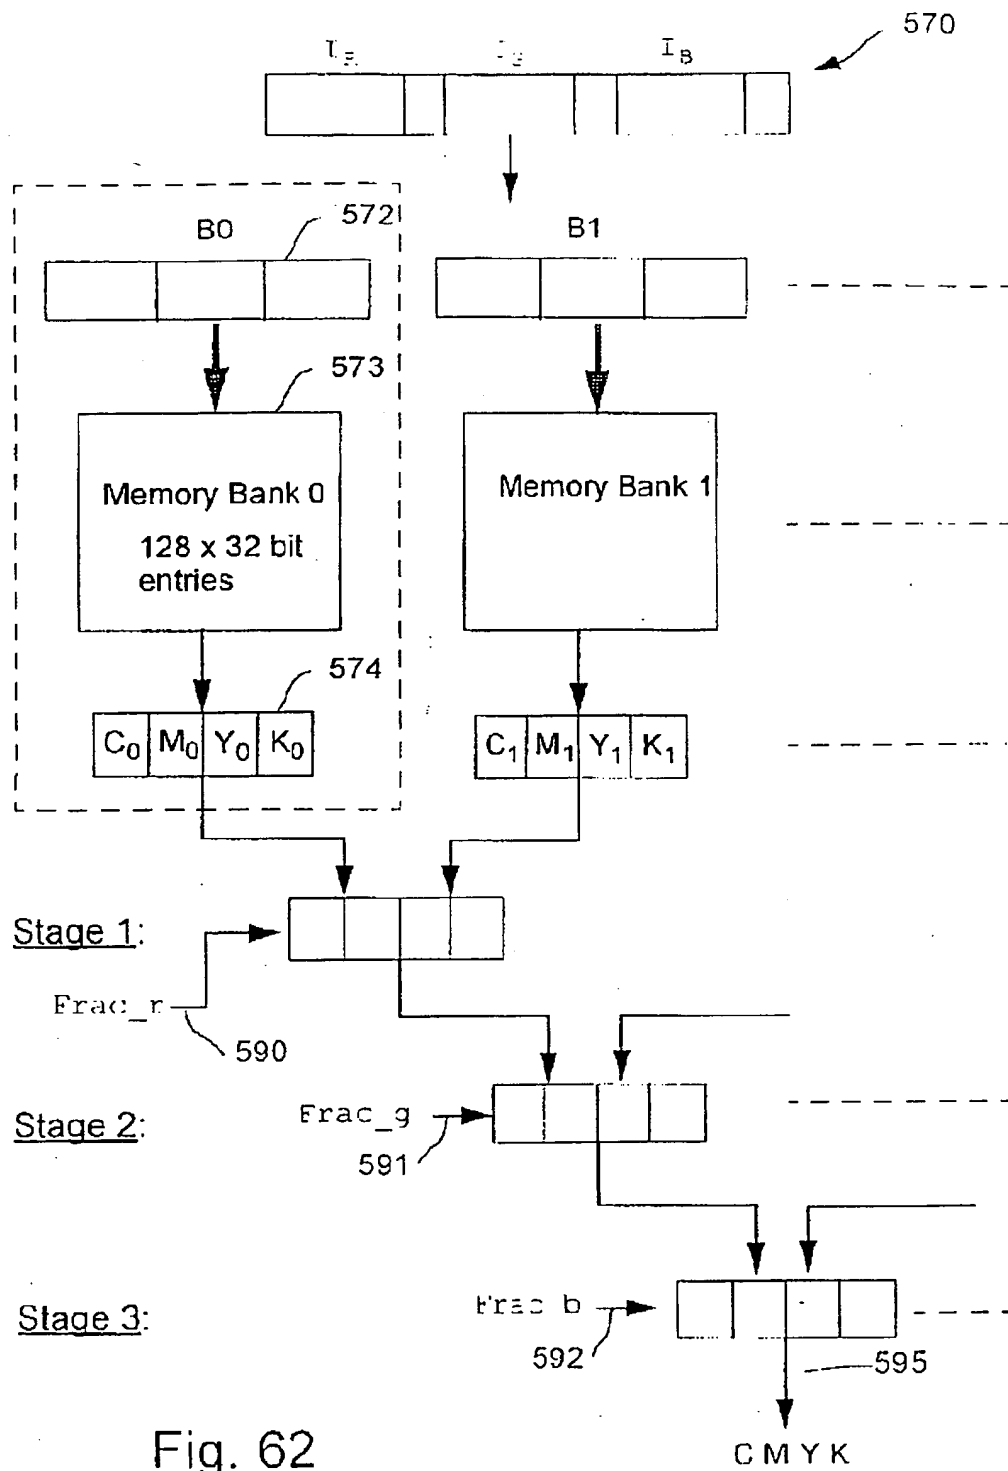 570
I_B
572
B0
B1
573
Memory Bank 0
128 x 32 bit
entries
Memory Bank 1
574
C0 M0 Y0 K0
C1 M1 Y1 K1
Stage 1:
Frac_r
590
Stage 2:
Frac_g
591
Stage 3:
Frac b
592
595
C M Y K
Fig. 62